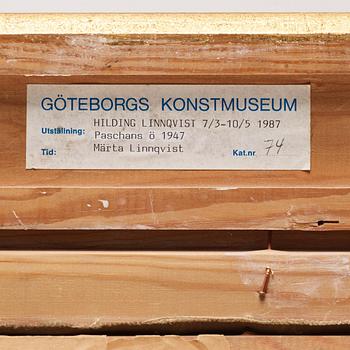 GÖTEBORGS KONSTMUSEUM
Utställning: HILDING LINNQVIST 7/3-10/5 1987
Paschans ö 1947
Tid: Märta Linnqvist Kat.nr 74